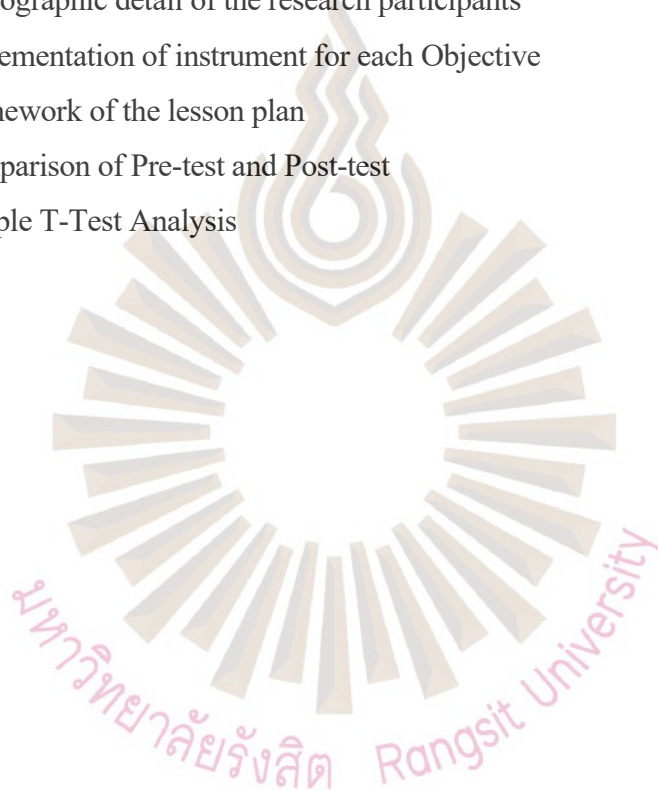 ographic detail of the research participants
ementation of instrument for each Objective
nework of the lesson plan
parison of Pre-test and Post-test
ple T-Test Analysis
มหาวิทยาลัยรังสิต Rangsit University